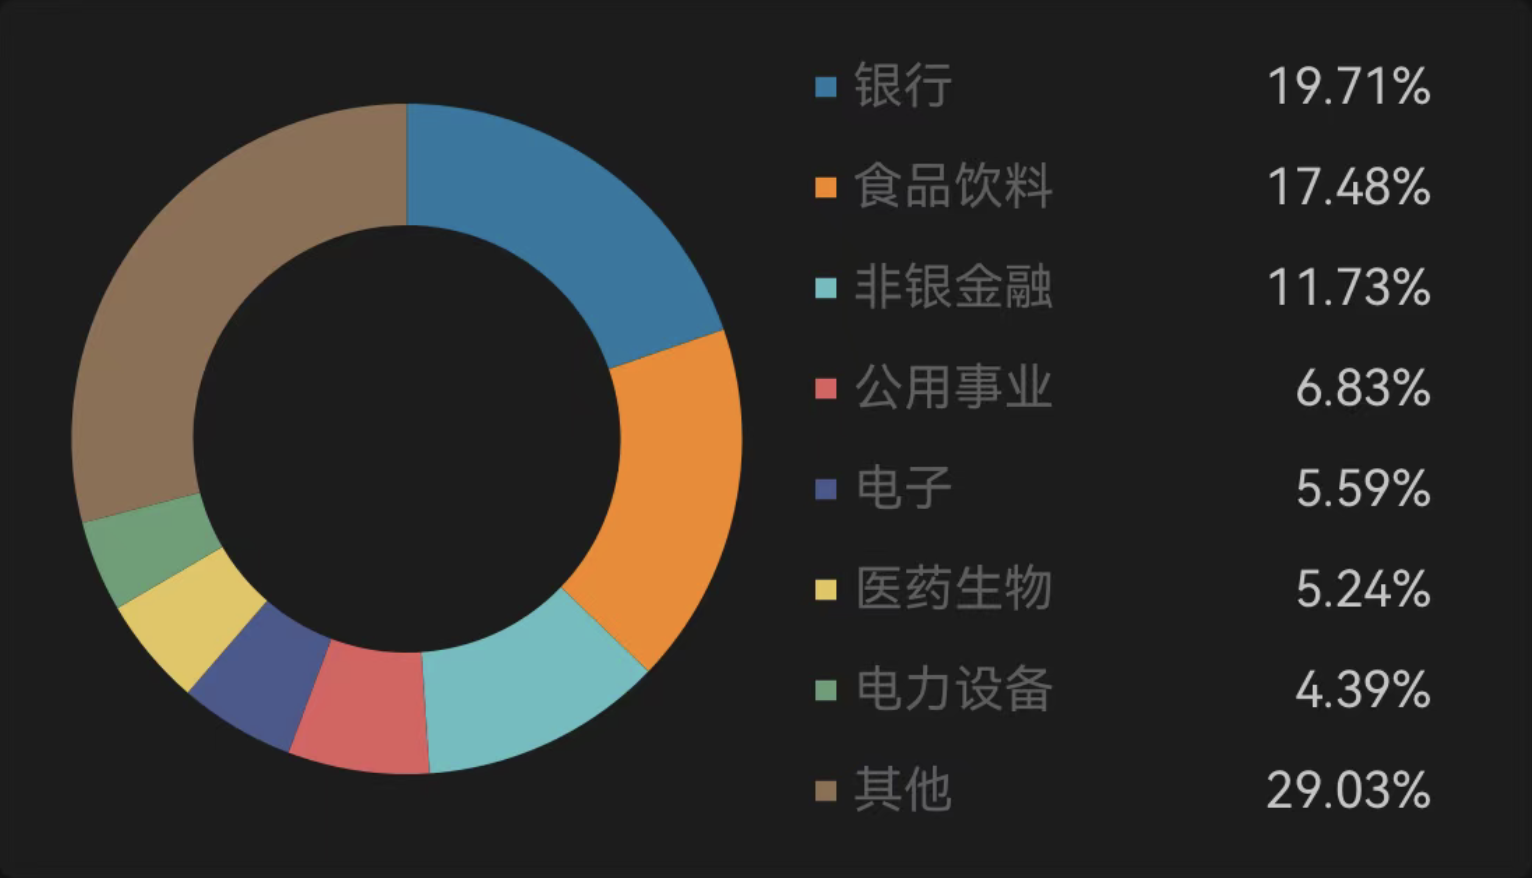 银行 19.71%
食品饮料 17.48%
非银金融 11.73%
公用事业 6.83%
电子 5.59%
医药生物 5.24%
电力设备 4.39%
其他 29.03%